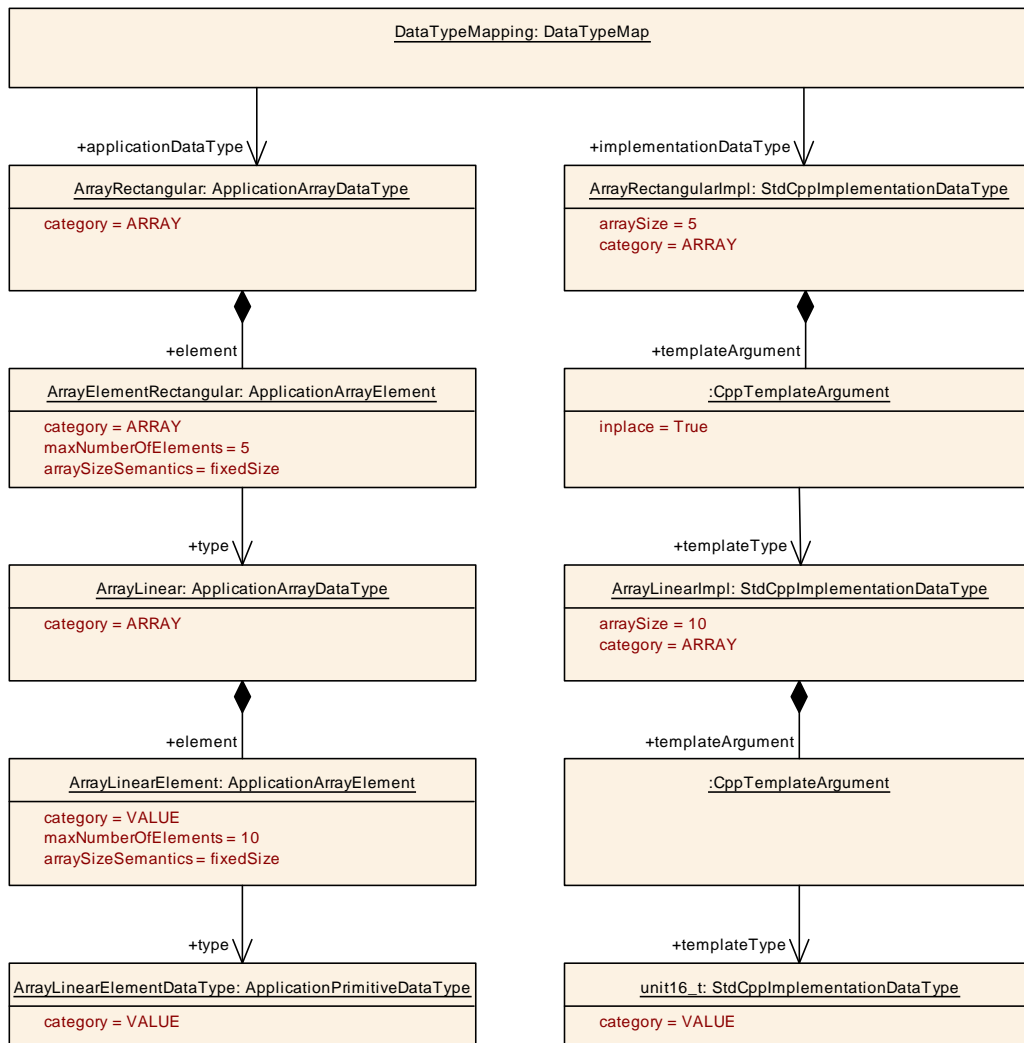 DataTypeMapping: DataTypeMap
+applicationDataType
+implementationDataType
ArrayRectangular: ApplicationArrayDataType
category = ARRAY
ArrayRectangularImpl: StdCppImplementationDataType
arraySize = 5
category = ARRAY
+element
+templateArgument
ArrayElementRectangular: ApplicationArrayElement
category = ARRAY
maxNumberOfElements = 5
arraySizeSemantics = fixedSize
:CppTemplateArgument
inplace = True
+type
+templateType
ArrayLinear: ApplicationArrayDataType
category = ARRAY
ArrayLinearImpl: StdCppImplementationDataType
arraySize = 10
category = ARRAY
+element
+templateArgument
ArrayLinearElement: ApplicationArrayElement
category = VALUE
maxNumberOfElements = 10
arraySizeSemantics = fixedSize
:CppTemplateArgument
+type
+templateType
ArrayLinearElementDataType: ApplicationPrimitiveDataType
category = VALUE
unit16_t: StdCppImplementationDataType
category = VALUE